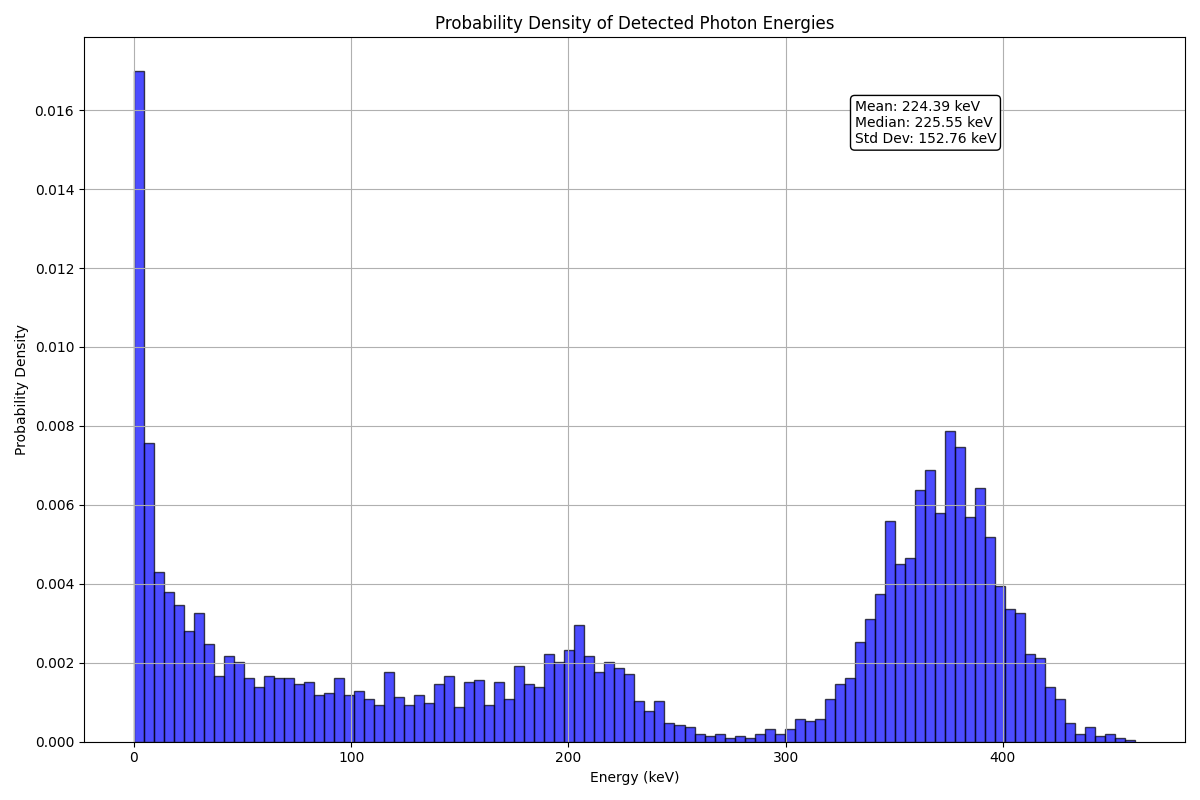 Probability Density of Detected Photon Energies
Mean: 224.39 keV
Median: 225.55 keV
Std Dev: 152.76 keV
Probability Density
0.016
0.014
0.012
0.010
0.008
0.006
0.004
0.002
0.000
0 100 200 300 400
Energy (keV)